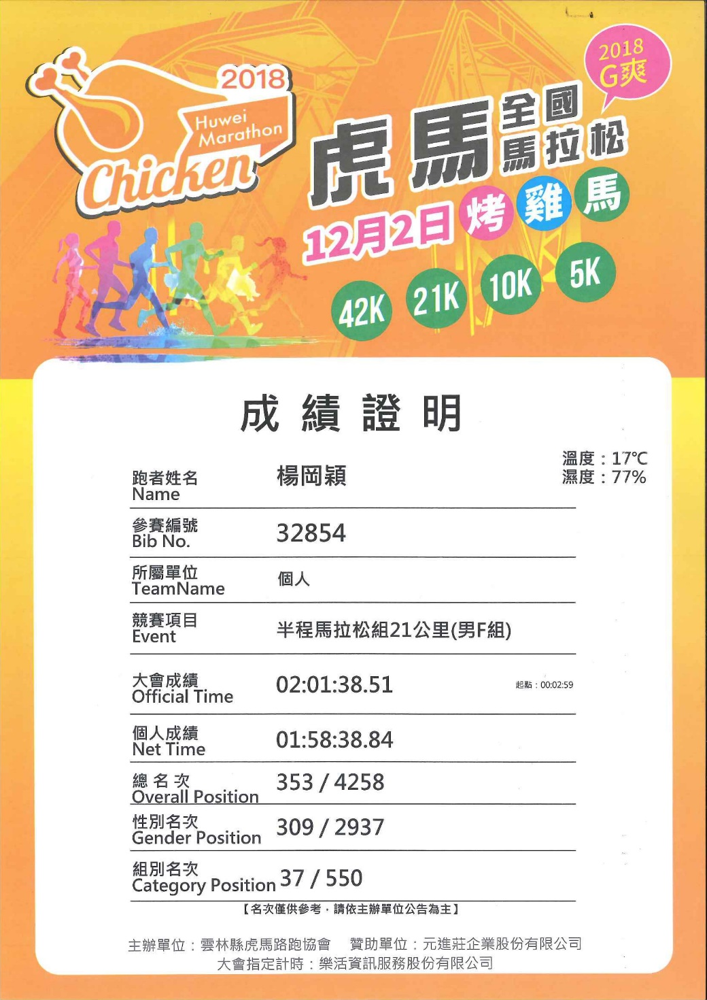 2018
Huwei
Marathon
Chicken
2018
G爽
虎馬 全國
馬拉松
12月2日 烤雞馬
42K 21K 10K 5K
成績證明
溫度：17℃
濕度：77%
跑者姓名 楊岡穎
Name
參賽編號 32854
Bib No.
所屬單位 個人
TeamName
競賽項目 半程馬拉松組21公里(男F組)
Event
大會成績 02:01:38.51 起點：00:02:59
Official Time
個人成績 01:58:38.84
Net Time
總名次 353 / 4258
Overall Position
性別名次 309 / 2937
Gender Position
組別名次 37 / 550
Category Position
【名次僅供參考，請依主辦單位公告為主】
主辦單位：雲林縣虎馬路跑協會 贊助單位：元進莊企業股份有限公司
大會指定計時：樂活資訊服務股份有限公司